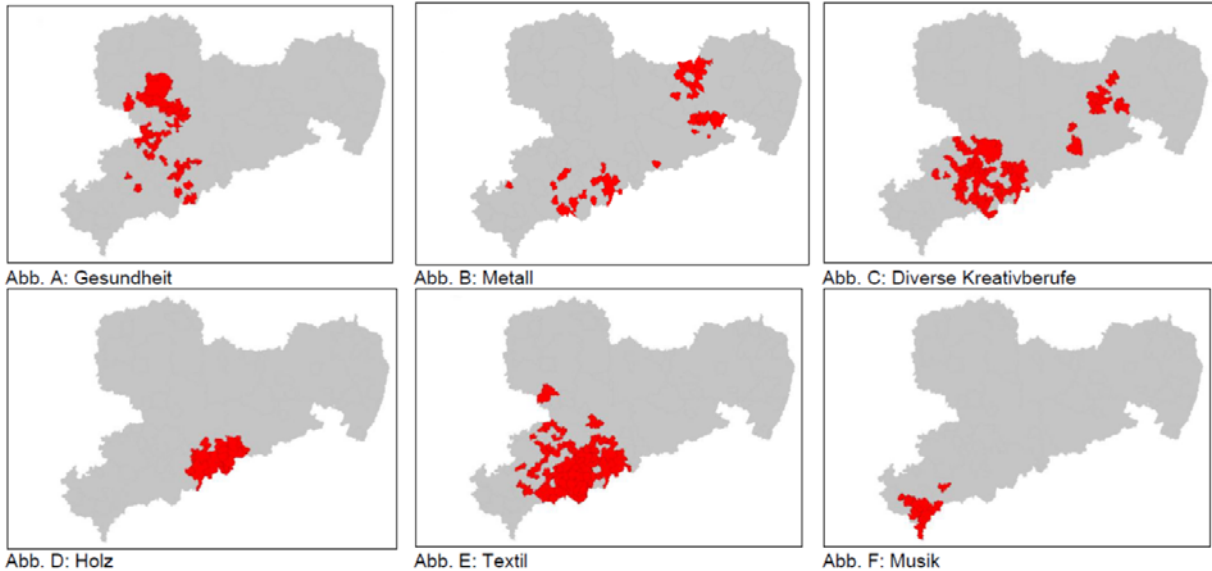 Abb. A: Gesundheit
Abb. B: Metall
Abb. C: Diverse Kreativberufe
Abb. D: Holz
Abb. E: Textil
Abb. F: Musik